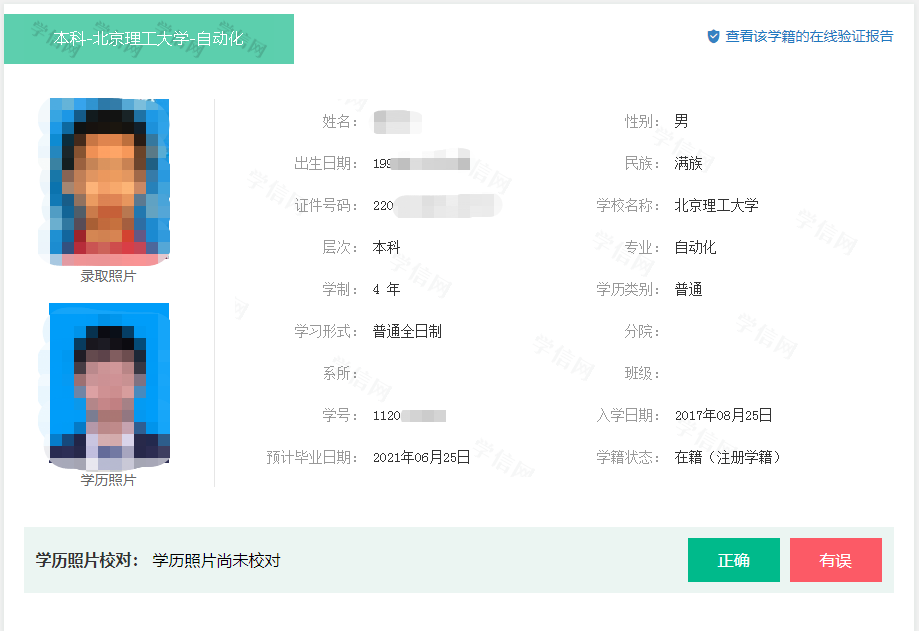 本科-北京理工大学-自动化
查看该学籍的在线验证报告
姓名：
性别： 男
出生日期： 199
民族： 满族
证件号码： 220
学校名称： 北京理工大学
层次： 本科
专业： 自动化
学制： 4 年
学历类别： 普通
学习形式： 普通全日制
分院：
系所：
班级：
学号： 1120
入学日期： 2017年08月25日
预计毕业日期： 2021年06月25日
学籍状态： 在籍（注册学籍）
录取照片
学历照片
学历照片校对： 学历照片尚未校对
正确
有误
学信网